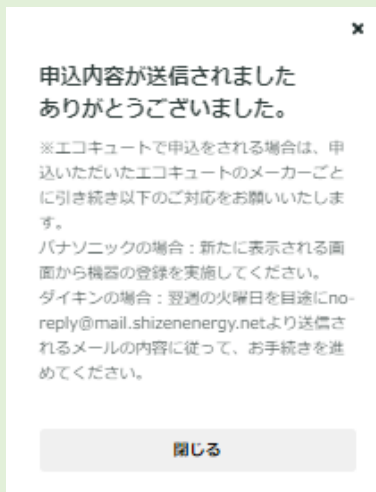 ×
申込内容が送信されました
ありがとうございました。
※エコキュートで申込をされる場合は、申
込いただいたエコキュートのメーカーごと
に引き続き以下のご対応をお願いいたしま
す。
パナソニックの場合：新たに表示される画
面から機器の登録を実施してください。
ダイキンの場合：翌週の火曜日を目途にno-
reply@mail.shizenenergy.netより送信さ
れるメールの内容に従って、お手続きを進
めてください。
閉じる